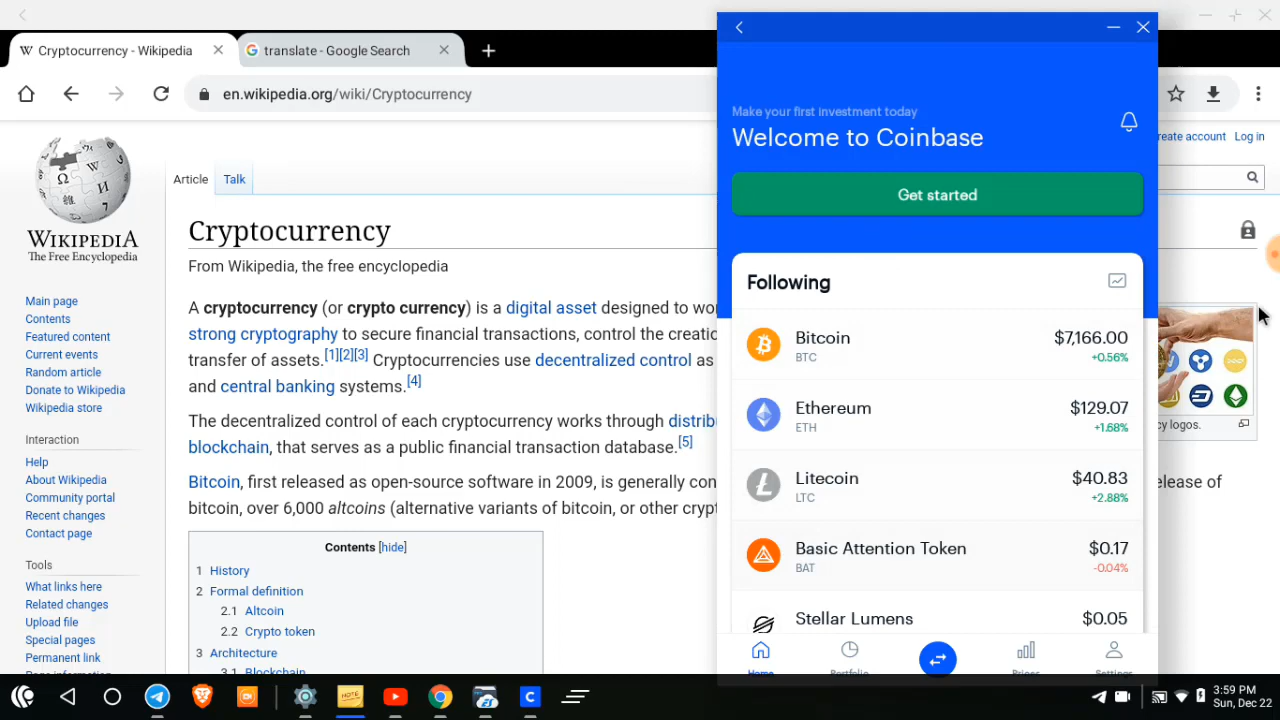 Cryptocurrency - Wikipedia
translate - Google Search
en.wikipedia.org/wiki/Cryptocurrency
WIKIPEDIA
The Free Encyclopedia
Main page
Contents
Featured content
Current events
Random article
Donate to Wikipedia
Wikipedia store
Interaction
Help
About Wikipedia
Community portal
Recent changes
Contact page
Tools
What links here
Related changes
Upload file
Special pages
Permanent link
Article Talk
Cryptocurrency
From Wikipedia, the free encyclopedia
A cryptocurrency (or crypto currency) is a digital asset designed to
strong cryptography to secure financial transactions, control the
transfer of assets.[1][2][3] Cryptocurrencies use decentralized control as
and central banking systems.[4]
The decentralized control of each cryptocurrency works through
blockchain, that serves as a public financial transaction database.[5]
Bitcoin, first released as open-source software in 2009, is generally
bitcoin, over 6,000 altcoins (alternative variants of bitcoin, or other
Contents [hide]
1 History
2 Formal definition
2.1 Altcoin
2.2 Crypto token
3 Architecture
3.1 Blockchain
Make your first investment today
Welcome to Coinbase
Get started
Following
Bitcoin $7,166.00
BTC +0.56%
Ethereum $129.07
ETH +1.68%
Litecoin $40.83
LTC +2.88%
Basic Attention Token $0.17
BAT -0.04%
Stellar Lumens $0.05
Home Portfolio Prices Settings
account Log in
logos.
of
3:59 PM
Sun, Dec 22